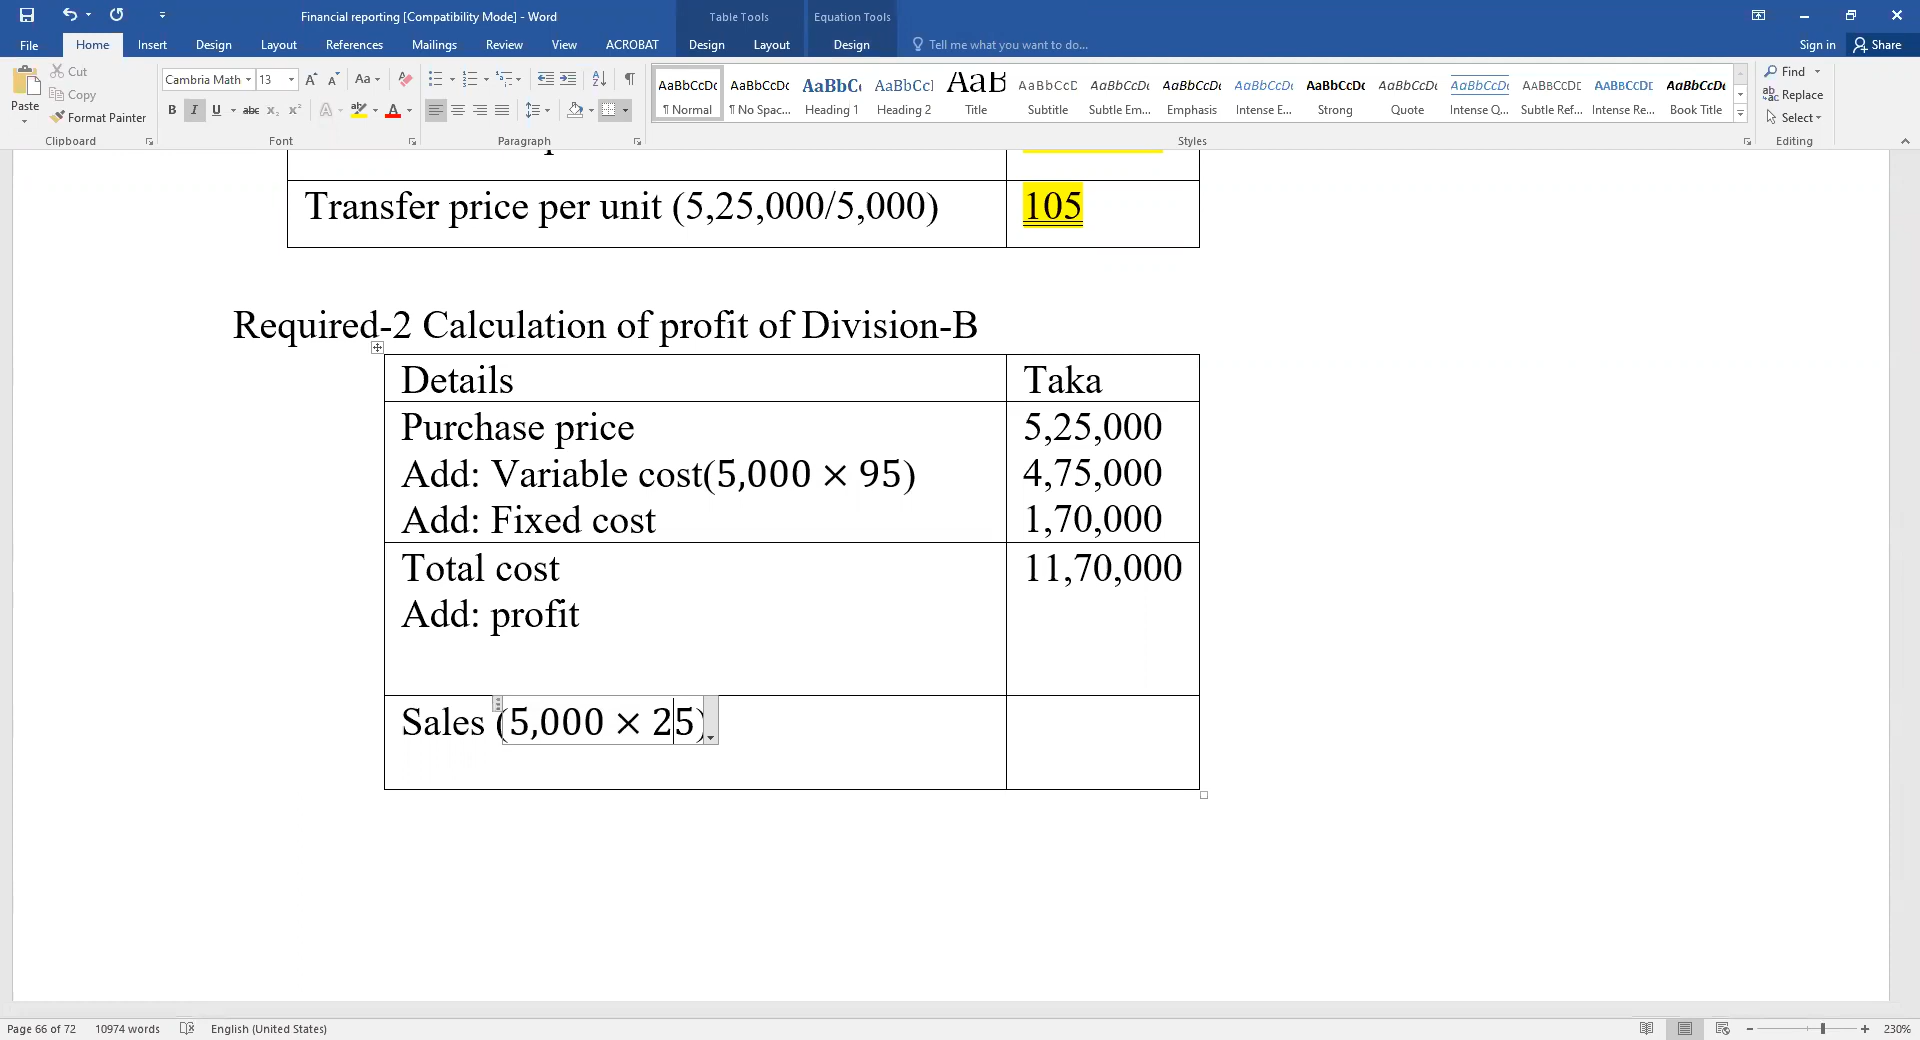 Financial reporting [Compatibility Mode] - Word
Table Tools
Equation Tools
File
Home
Insert
Design
Layout
References
Mailings
Review
View
ACROBAT
Design
Layout
Design
Tell me what you want to do...
Sign in
Share
Paste
Cut
Copy
Format Painter
Clipboard
Cambria Math
13
Font
Paragraph
AaBbCcDc
¶ Normal
AaBbCcDc
¶ No Spac...
AaBbC
Heading 1
AaBbCc
Heading 2
AaB
Title
AaBbCcD
Subtitle
AaBbCcDc
Subtle Em...
AaBbCcDc
Emphasis
AaBbCcDc
Intense E...
AaBbCcDc
Strong
AaBbCcDc
Quote
AaBbCcDc
Intense Q...
AABBCCDE
Subtle Ref...
AABBCCDE
Intense Re...
AaBbCcDc
Book Title
Styles
Find
Replace
Select
Editing
Transfer price per unit (5,25,000/5,000)
105
Required-2 Calculation of profit of Division-B
Details
Taka
Purchase price
5,25,000
Add: Variable cost(5,000 × 95)
4,75,000
Add: Fixed cost
1,70,000
Total cost
11,70,000
Add: profit
Sales (5,000 × 25)
Page 66 of 72
10974 words
English (United States)
230%